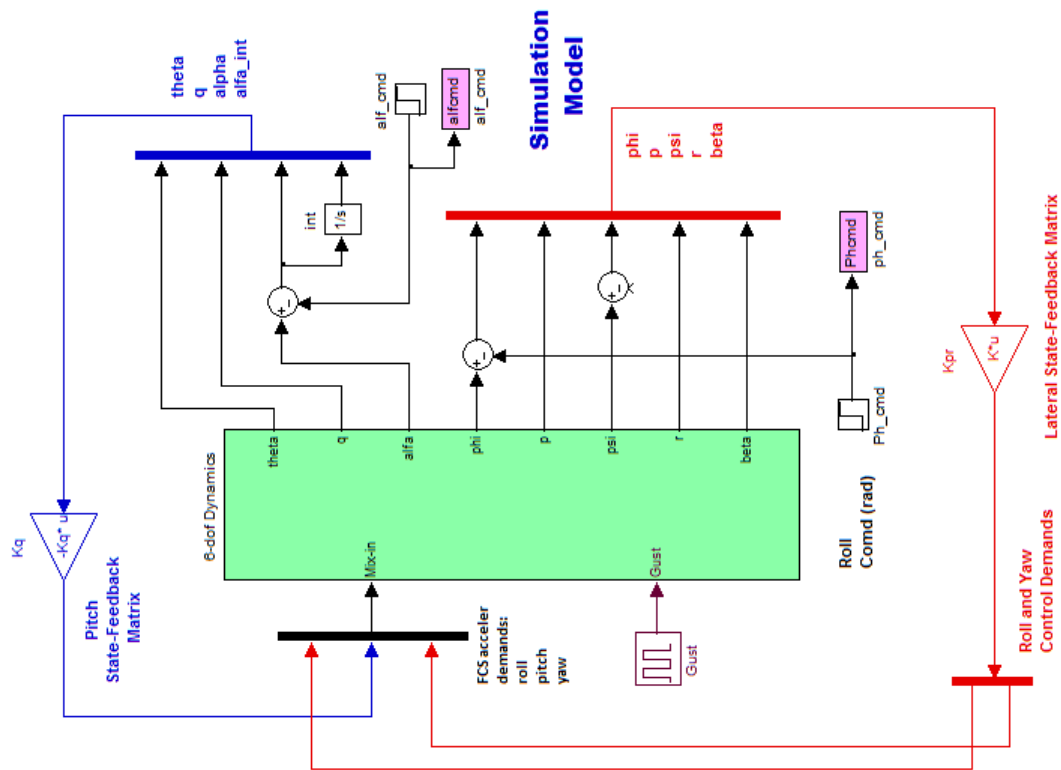 Simulation
Model
theta
q
alpha
alfa_int
Kq
-Kq* u
Pitch
State-Feedback
Matrix
6-dof Dynamics
Mix-in
Gust
theta
q
alfa
phi
p
psi
r
beta
+
-
int
1/s
alf_cmd
alfcmd
alf_cmd
+
-
+
-
phi
p
psi
r
beta
Phcmd
ph_cmd
Ph_cmd
Roll
Comd (rad)
FCS acceler
demands:
roll
pitch
yaw
Gust
Kpr
K*u
Lateral State-Feedback Matrix
Roll and Yaw
Control Demands